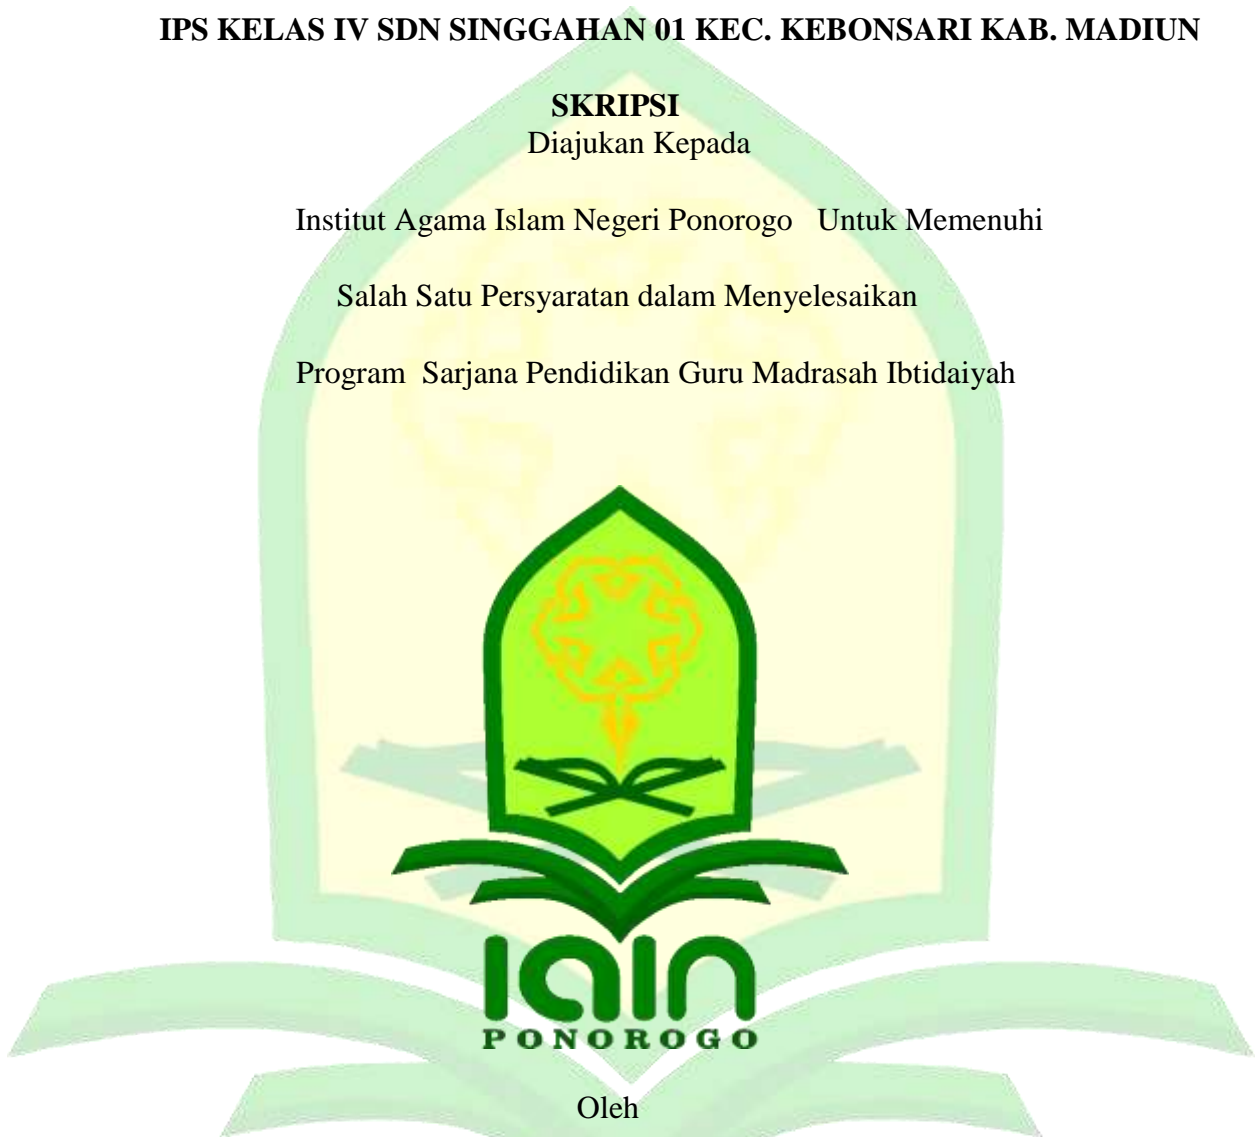 IPS KELAS IV SDN SINGGAHAN 01 KEC. KEBONSARI KAB. MADIUN
SKRIPSI
Diajukan Kepada
Institut Agama Islam Negeri Ponorogo Untuk Memenuhi
Salah Satu Persyaratan dalam Menyelesaikan
Program Sarjana Pendidikan Guru Madrasah Ibtidaiyah
iain
PONOROGO
Oleh